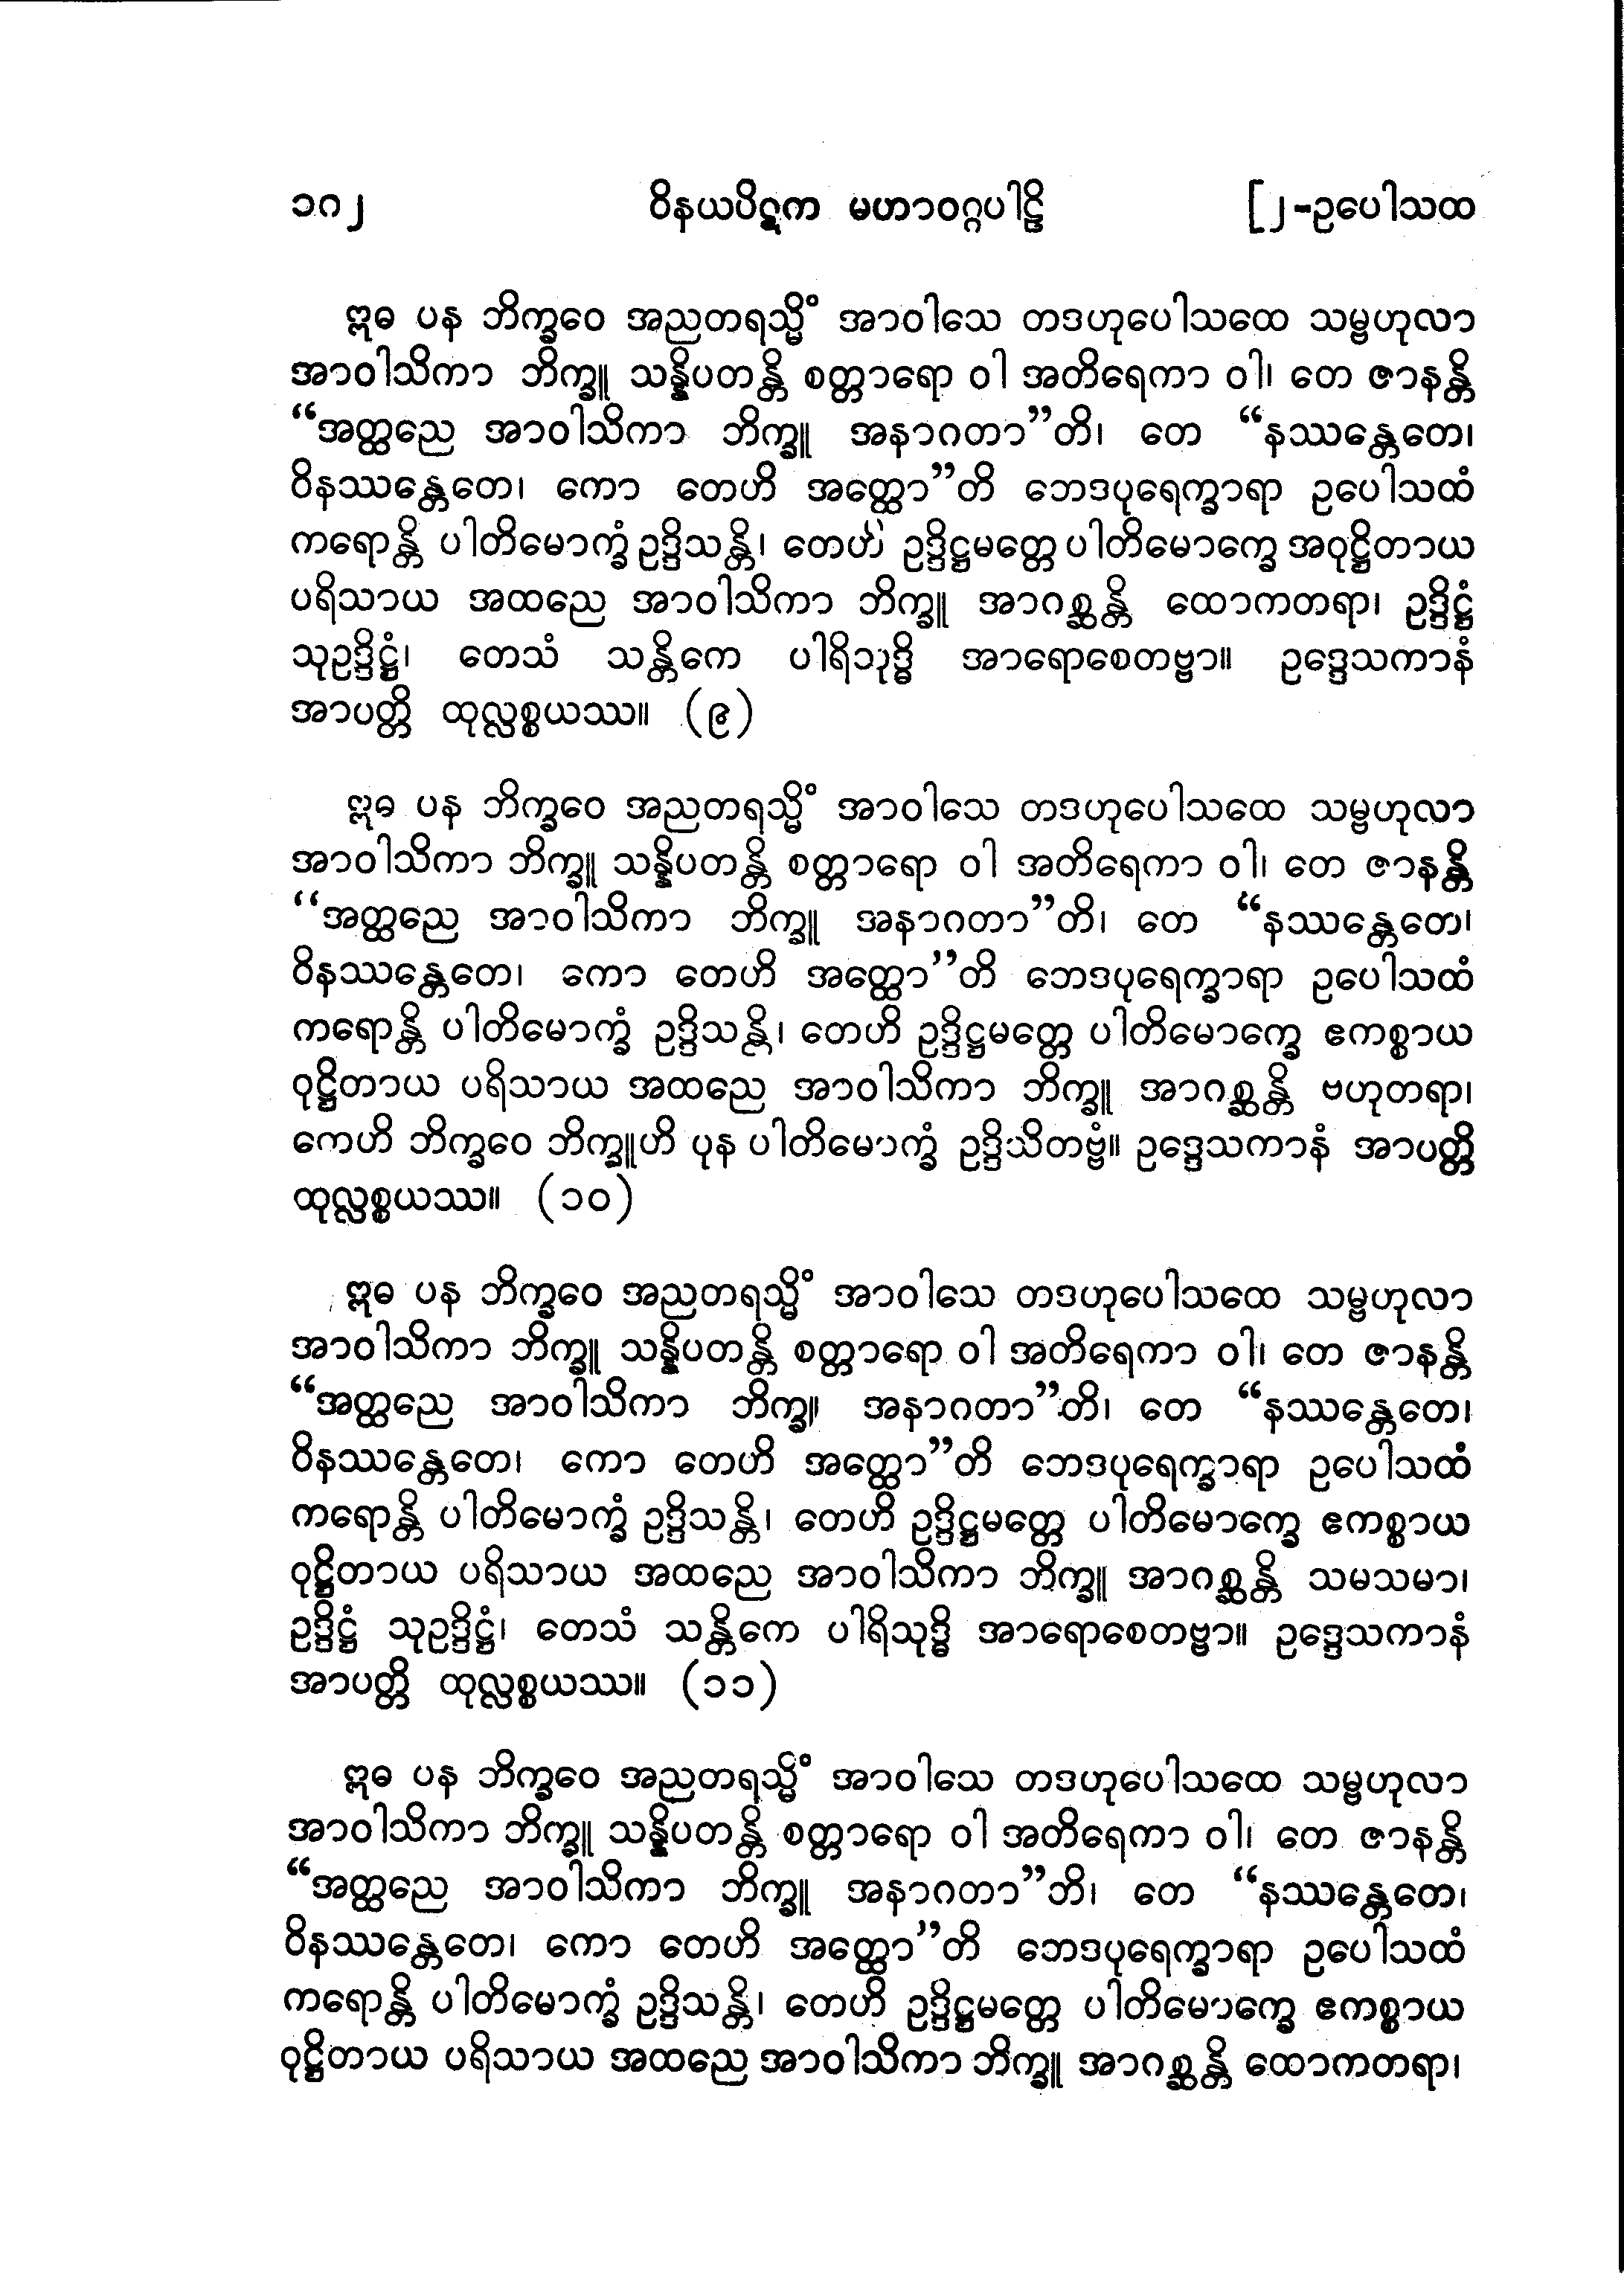 ၁၈၂ ဝိနယပိဋက မဟာဝဂ္ဂပါဠိ [၂-ဥပေါသထ
ဣဓ ပန ဘိက္ခဝေ အညတရသ္မိံ အာဝါသေ တဒဟုပေါသထေ သမ္ဗဟုလာ
အာဝါသိကာ ဘိက္ခူ သန္နိပတန္တိ စတ္တာရော ဝါ အတိရေကာ ဝါ၊ တေ ဇာနန္တိ
“အတ္ထညေ အာဝါသိကာ ဘိက္ခူ အနာဂတာ”တိ၊ တေ “နဿန္တေတေ၊
ဝိနဿန္တေတေ၊ ကော တေဟိ အတ္ထော”တိ ဘေဒပုရေက္ခာရာ ဥပေါသထံ
ကရောန္တိ ပါတိမောက္ခံ ဥဒ္ဒိသန္တိ၊ တေဟိ ဥဒ္ဒိဋ္ဌမတ္တေ ပါတိမောက္ခေ အဝုဋ္ဌိတာယ
ပရိသာယ အထညေ အာဝါသိကာ ဘိက္ခူ အာဂစ္ဆန္တိ ထောကတရာ၊ ဥဒ္ဒိဋ္ဌံ
သုဥဒ္ဒိဋ္ဌံ၊ တေသံ သန္တိကေ ပါရိသုဒ္ဓိ အာရောစေတဗ္ဗာ။ ဥဒ္ဒေသကာနံ
အာပတ္တိ ထုလ္လစ္စယဿ။ (၉)
ဣဓ ပန ဘိက္ခဝေ အညတရသ္မိံ အာဝါသေ တဒဟုပေါသထေ သမ္ဗဟုလာ
အာဝါသိကာ ဘိက္ခူ သန္နိပတန္တိ စတ္တာရော ဝါ အတိရေကာ ဝါ၊ တေ ဇာနန္တိ
“အတ္ထညေ အာဝါသိကာ ဘိက္ခူ အနာဂတာ”တိ၊ တေ “နဿန္တေတေ၊
ဝိနဿန္တေတေ၊ ကော တေဟိ အတ္ထော”တိ ဘေဒပုရေက္ခာရာ ဥပေါသထံ
ကရောန္တိ ပါတိမောက္ခံ ဥဒ္ဒိသန္တိ၊ တေဟိ ဥဒ္ဒိဋ္ဌမတ္တေ ပါတိမောက္ခေ ဧကစ္စာယ
ဝုဋ္ဌိတာယ ပရိသာယ အထညေ အာဝါသိကာ ဘိက္ခူ အာဂစ္ဆန္တိ ဗဟုတရာ၊
ကေဟိ ဘိက္ခဝေ ဘိက္ခူဟိ ပုန ပါတိမောက္ခံ ဥဒ္ဒိသိတဗ္ဗံ။ ဥဒ္ဒေသကာနံ အာပတ္တိ
ထုလ္လစ္စယဿ။ (၁၀)
ဣဓ ပန ဘိက္ခဝေ အညတရသ္မိံ အာဝါသေ တဒဟုပေါသထေ သမ္ဗဟုလာ
အာဝါသိကာ ဘိက္ခူ သန္နိပတန္တိ စတ္တာရော ဝါ အတိရေကာ ဝါ၊ တေ ဇာနန္တိ
“အတ္ထညေ အာဝါသိကာ ဘိက္ခူ အနာဂတာ”တိ၊ တေ “နဿန္တေတေ၊
ဝိနဿန္တေတေ၊ ကော တေဟိ အတ္ထော”တိ ဘေဒပုရေက္ခာရာ ဥပေါသထံ
ကရောန္တိ ပါတိမောက္ခံ ဥဒ္ဒိသန္တိ၊ တေဟိ ဥဒ္ဒိဋ္ဌမတ္တေ ပါတိမောက္ခေ ဧကစ္စာယ
ဝုဋ္ဌိတာယ ပရိသာယ အထညေ အာဝါသိကာ ဘိက္ခူ အာဂစ္ဆန္တိ သမသမာ၊
ဥဒ္ဒိဋ္ဌံ သုဥဒ္ဒိဋ္ဌံ၊ တေသံ သန္တိကေ ပါရိသုဒ္ဓိ အာရောစေတဗ္ဗာ။ ဥဒ္ဒေသကာနံ
အာပတ္တိ ထုလ္လစ္စယဿ။ (၁၁)
ဣဓ ပန ဘိက္ခဝေ အညတရသ္မိံ အာဝါသေ တဒဟုပေါသထေ သမ္ဗဟုလာ
အာဝါသိကာ ဘိက္ခူ သန္နိပတန္တိ စတ္တာရော ဝါ အတိရေကာ ဝါ၊ တေ ဇာနန္တိ
“အတ္ထညေ အာဝါသိကာ ဘိက္ခူ အနာဂတာ”ဘိ၊ တေ “နဿန္တေတေ၊
ဝိနဿန္တေတေ၊ ကော တေဟိ အတ္ထော”တိ ဘေဒပုရေက္ခာရာ ဥပေါသထံ
ကရောန္တိ ပါတိမောက္ခံ ဥဒ္ဒိသန္တိ၊ တေဟိ ဥဒ္ဒိဋ္ဌမတ္တေ ပါတိမောက္ခေ ဧကစ္စာယ
ဝုဋ္ဌိတာယ ပရိသာယ အထညေ အာဝါသိကာ ဘိက္ခူ အာဂစ္ဆန္တိ ထောကတရာ၊